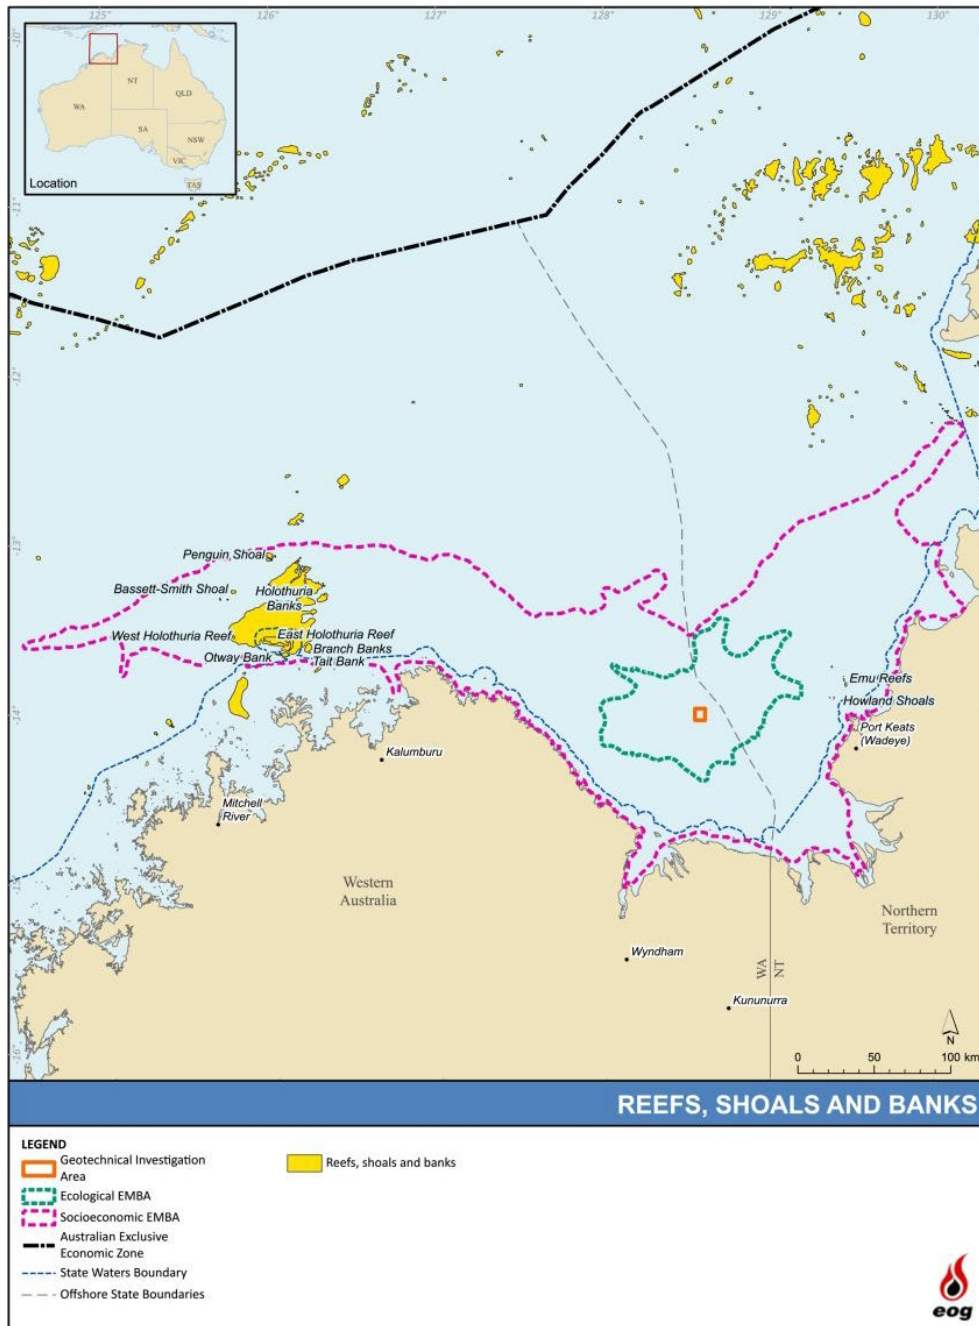 125°
126°
127°
128°
129°
130°
-10°
-11°
-12°
-13°
-14°
-15°
-16°
WA
NT
QLD
SA
NSW
VIC
TAS
Location
Penguin Shoal
Bassett-Smith Shoal
Holothuria
Banks
West Holothuria Reef
East Holothuria Reef
Branch Banks
Otway Bank
Tait Bank
Emu Reefs
Howland Shoals
Port Keats
(Wadeye)
Kalumburu
Mitchell
River
Western
Australia
Northern
Territory
Wyndham
WA
NT
Kununurra
N
0 50 100 km
REEFS, SHOALS AND BANKS
LEGEND
Geotechnical Investigation
Area
Reefs, shoals and banks
Ecological EMBA
Socioeconomic EMBA
Australian Exclusive
Economic Zone
State Waters Boundary
Offshore State Boundaries
eog